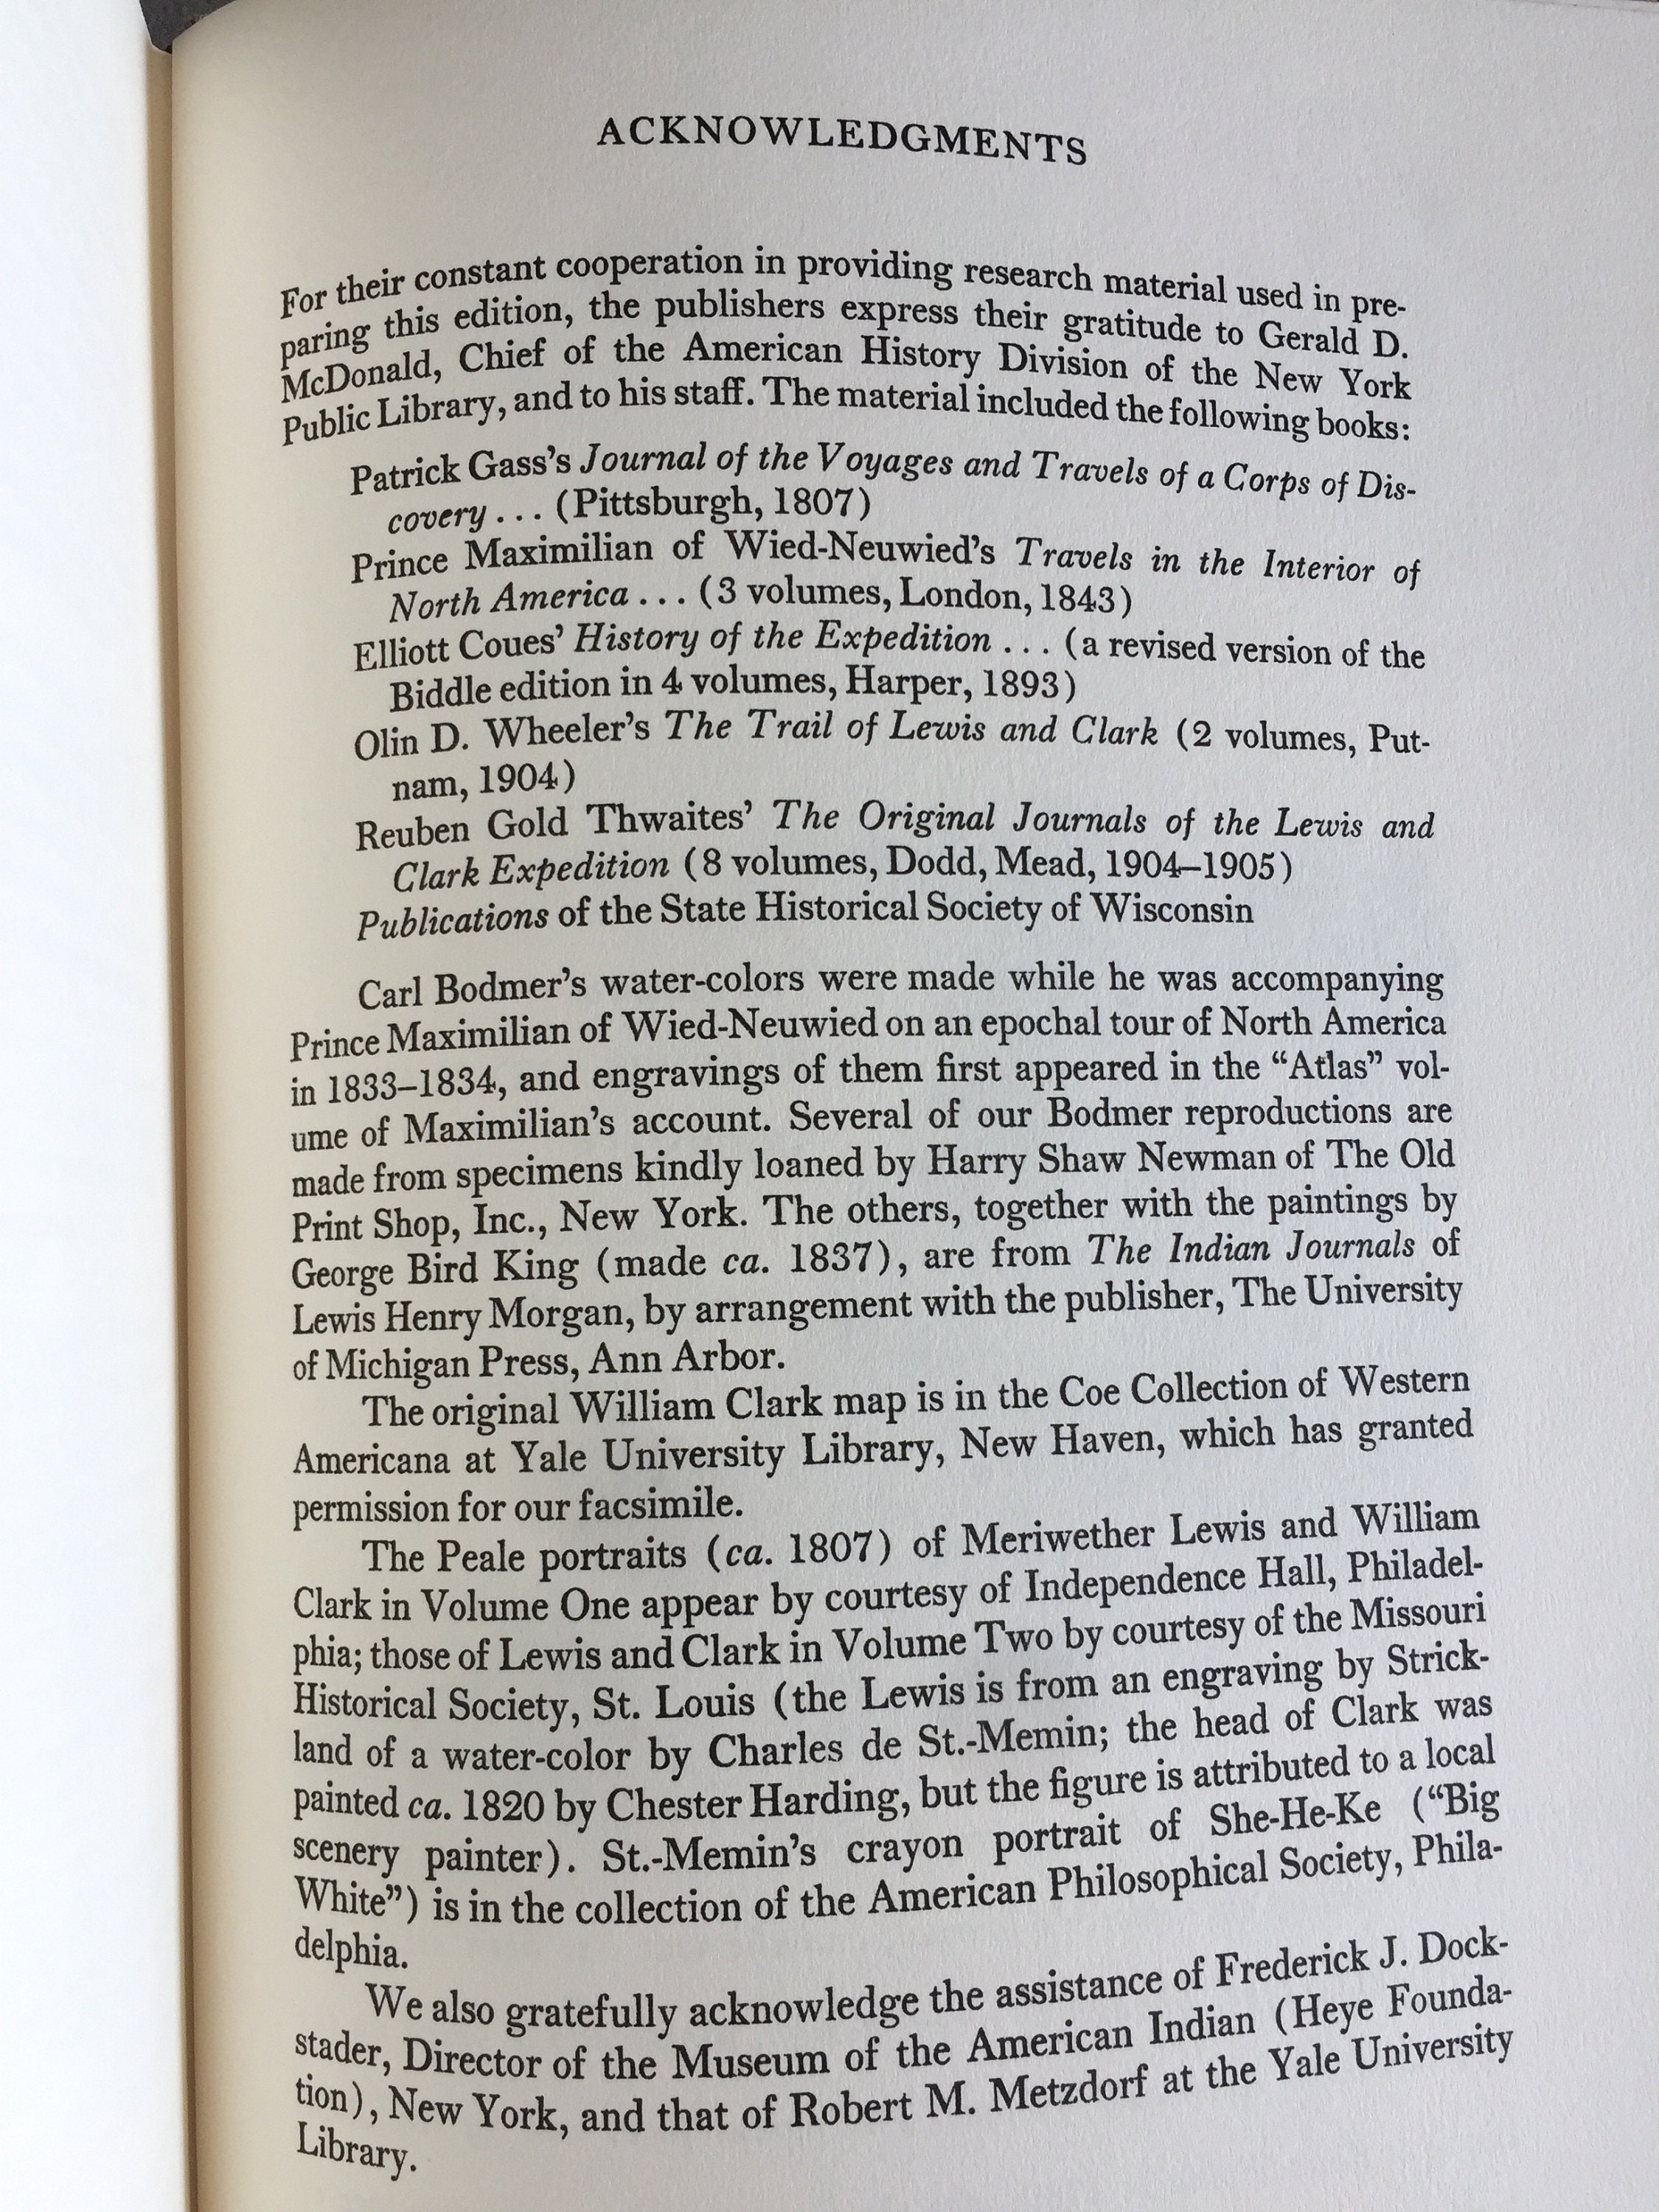 ACKNOWLEDGMENTS
For their constant cooperation in providing research material used in pre-
paring this edition, the publishers express their gratitude to Gerald D.
McDonald, Chief of the American History Division of the New York
Public Library, and to his staff. The material included the following books:
Patrick Gass’s Journal of the Voyages and Travels of a Corps of Dis-
covery . . . (Pittsburgh, 1807)
Prince Maximilian of Wied-Neuwied’s Travels in the Interior of
North America . . . (3 volumes, London, 1843)
Elliott Coues’ History of the Expedition . . . (a revised version of the
Biddle edition in 4 volumes, Harper, 1893)
Olin D. Wheeler’s The Trail of Lewis and Clark (2 volumes, Put-
nam, 1904)
Reuben Gold Thwaites’ The Original Journals of the Lewis and
Clark Expedition (8 volumes, Dodd, Mead, 1904–1905)
Publications of the State Historical Society of Wisconsin
Carl Bodmer’s water-colors were made while he was accompanying
Prince Maximilian of Wied-Neuwied on an epochal tour of North America
in 1833–1834, and engravings of them first appeared in the “Atlas” vol-
ume of Maximilian’s account. Several of our Bodmer reproductions are
made from specimens kindly loaned by Harry Shaw Newman of The Old
Print Shop, Inc., New York. The others, together with the paintings by
George Bird King (made ca. 1837), are from The Indian Journals of
Lewis Henry Morgan, by arrangement with the publisher, The University
of Michigan Press, Ann Arbor.
The original William Clark map is in the Coe Collection of Western
Americana at Yale University Library, New Haven, which has granted
permission for our facsimile.
The Peale portraits (ca. 1807) of Meriwether Lewis and William
Clark in Volume One appear by courtesy of Independence Hall, Philadel-
phia; those of Lewis and Clark in Volume Two by courtesy of the Missouri
Historical Society, St. Louis (the Lewis is from an engraving by Strick-
land of a water-color by Charles de St.-Memin; the head of Clark was
painted ca. 1820 by Chester Harding, but the figure is attributed to a local
scenery painter). St.-Memin’s crayon portrait of She-He-Ke (“Big
White”) is in the collection of the American Philosophical Society, Phila-
delphia.
We also gratefully acknowledge the assistance of Frederick J. Dock-
stader, Director of the Museum of the American Indian (Heye Founda-
tion), New York, and that of Robert M. Metzdorf at the Yale University
Library.